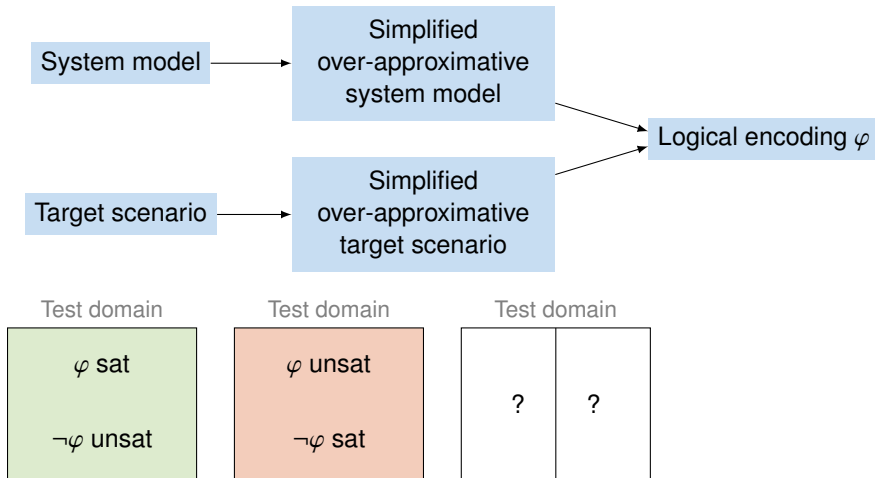 Simplified
System model
over-approximative
system model
Logical encoding φ
Simplified
Target scenario
over-approximative
target scenario
Test domain
Test domain
Test domain
φ sat
φ unsat
?
?
¬φ unsat
¬φ sat